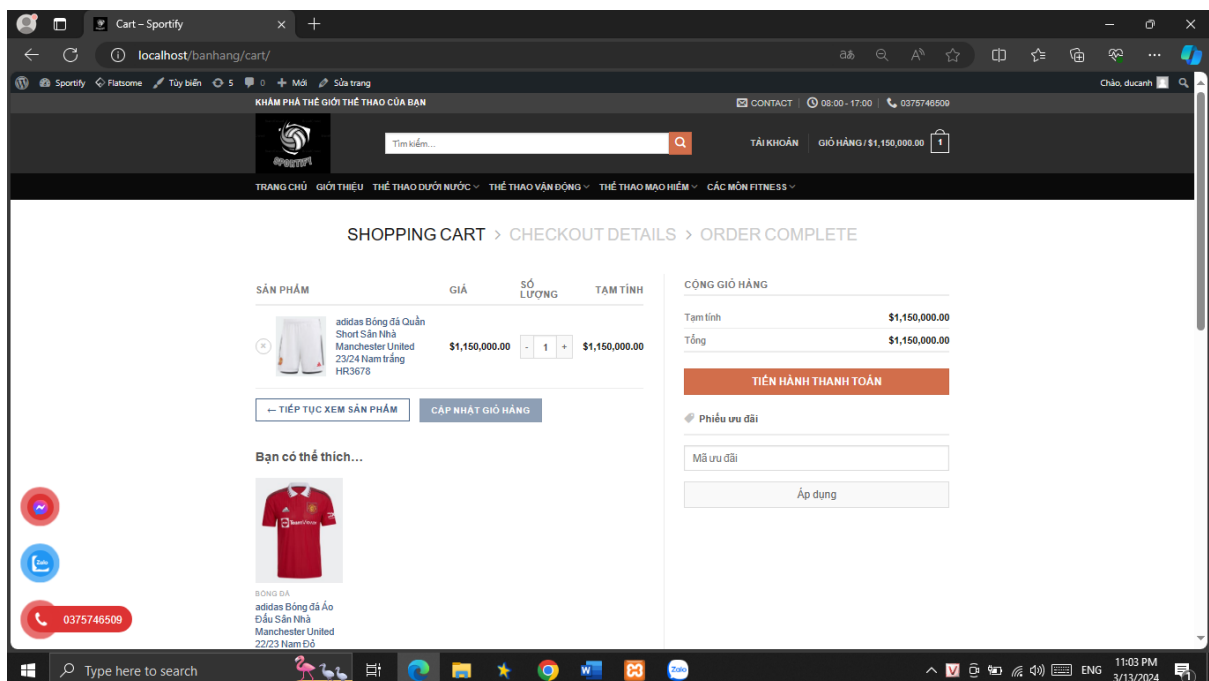 Cart – Sportify
localhost/banhang/cart/
Sportify Flatsome Tùy biến 5 0 Mới Sửa trang Chào, ducanh
KHÁM PHÁ THẾ GIỚI THỂ THAO CỦA BẠN CONTACT 08:00 - 17:00 0375746509
SPORTIFY
Tìm kiếm...
TÀI KHOẢN GIỎ HÀNG / $1,150,000.00 1
TRANG CHỦ GIỚI THIỆU THỂ THAO DƯỚI NƯỚC THỂ THAO VẬN ĐỘNG THỂ THAO MẠO HIỂM CÁC MÔN FITNESS
SHOPPING CART > CHECKOUT DETAILS > ORDER COMPLETE
SẢN PHẨM GIÁ SỐ LƯỢNG TẠM TÍNH
adidas Bóng đá Quần
Short Sân Nhà
Manchester United
23/24 Nam trắng
HR3678
$1,150,000.00 - 1 + $1,150,000.00
← TIẾP TỤC XEM SẢN PHẨM CẬP NHẬT GIỎ HÀNG
Bạn có thể thích…
TeamViewer
BÓNG ĐÁ
adidas Bóng đá Áo
Đấu Sân Nhà
Manchester United
22/23 Nam Đỏ
CỘNG GIỎ HÀNG
Tạm tính $1,150,000.00
Tổng $1,150,000.00
TIẾN HÀNH THANH TOÁN
Phiếu ưu đãi
Mã ưu đãi
Áp dụng
Zalo
0375746509
Type here to search
Zalo
ENG
11:03 PM
3/13/2024